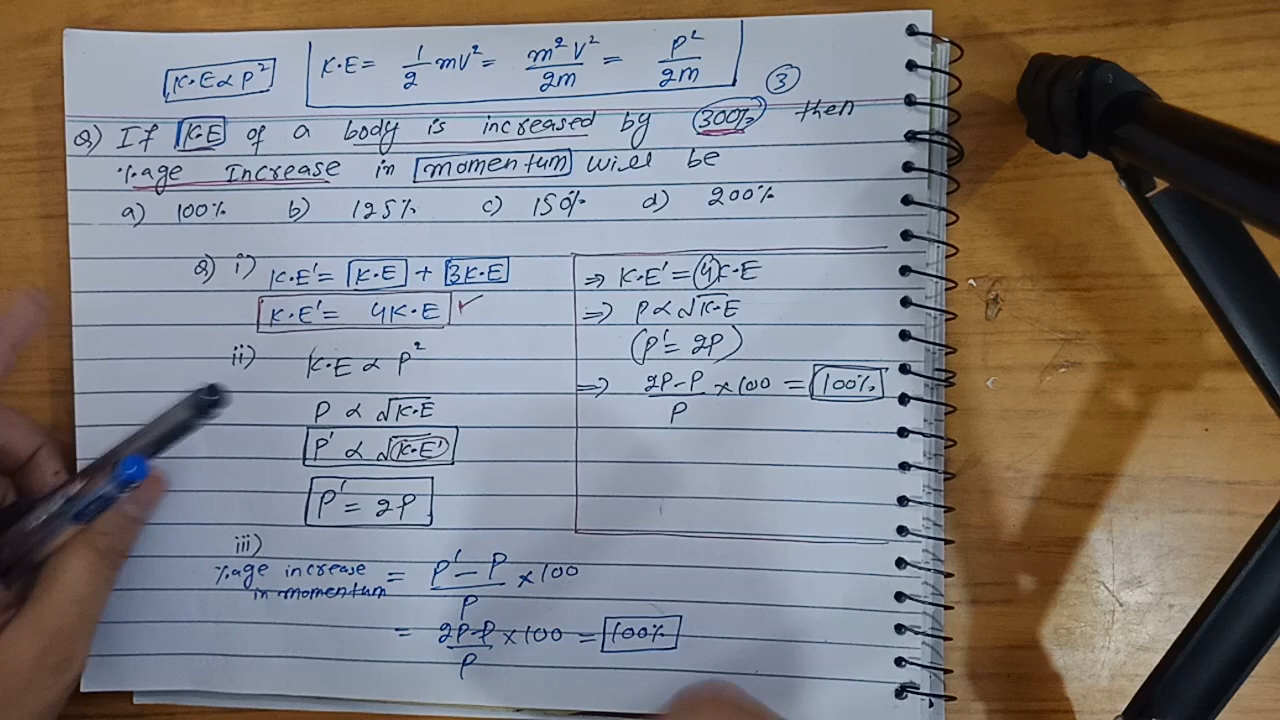 K.E ∝ P² K.E = 1/2 mv² = m²v²/2m = P²/2m
③
Q) If K.E of a body is increased by 300% then
%age Increase in momentum will be
a) 100% b) 125% c) 150% d) 200%
Q) i) K.E' = K.E + 3K.E
K.E' = 4K.E ✓
ii) K.E ∝ P²
P ∝ √K.E
P' ∝ √(K.E')
P' = 2P
iii)
%age increase in momentum = P' - P/P × 100
= 2P-P/P × 100 = 100%
⇒ K.E' = 4K.E
⇒ P ∝ √K.E
(P' = 2P)
⇒ 2P-P/P × 100 = 100%